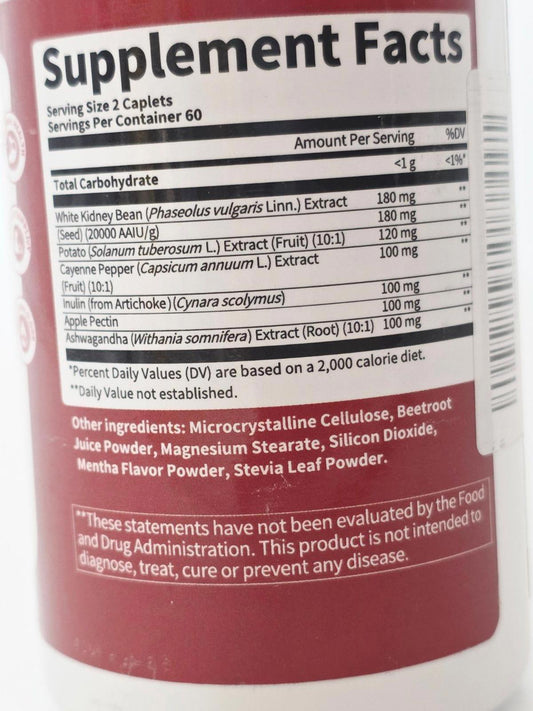 Supplement Facts
Serving Size 2 Caplets
Servings Per Container 60
Amount Per Serving %DV
Total Carbohydrate <1 g <1%*
White Kidney Bean (Phaseolus vulgaris Linn.) Extract 180 mg **
(Seed) (20000 AAIU/g) 180 mg **
Potato (Solanum tuberosum L.) Extract (Fruit) (10:1) 120 mg **
Cayenne Pepper (Capsicum annuum L.) Extract 100 mg **
(Fruit) (10:1)
Inulin (from Artichoke) (Cynara scolymus) 100 mg **
Apple Pectin 100 mg **
Ashwagandha (Withania somnifera) Extract (Root) (10:1) 100 mg **
*Percent Daily Values (DV) are based on a 2,000 calorie diet.
**Daily Value not established.
Other ingredients: Microcrystalline Cellulose, Beetroot
Juice Powder, Magnesium Stearate, Silicon Dioxide,
Mentha Flavor Powder, Stevia Leaf Powder.
**These statements have not been evaluated by the Food
and Drug Administration. This product is not intended to
diagnose, treat, cure or prevent any disease.